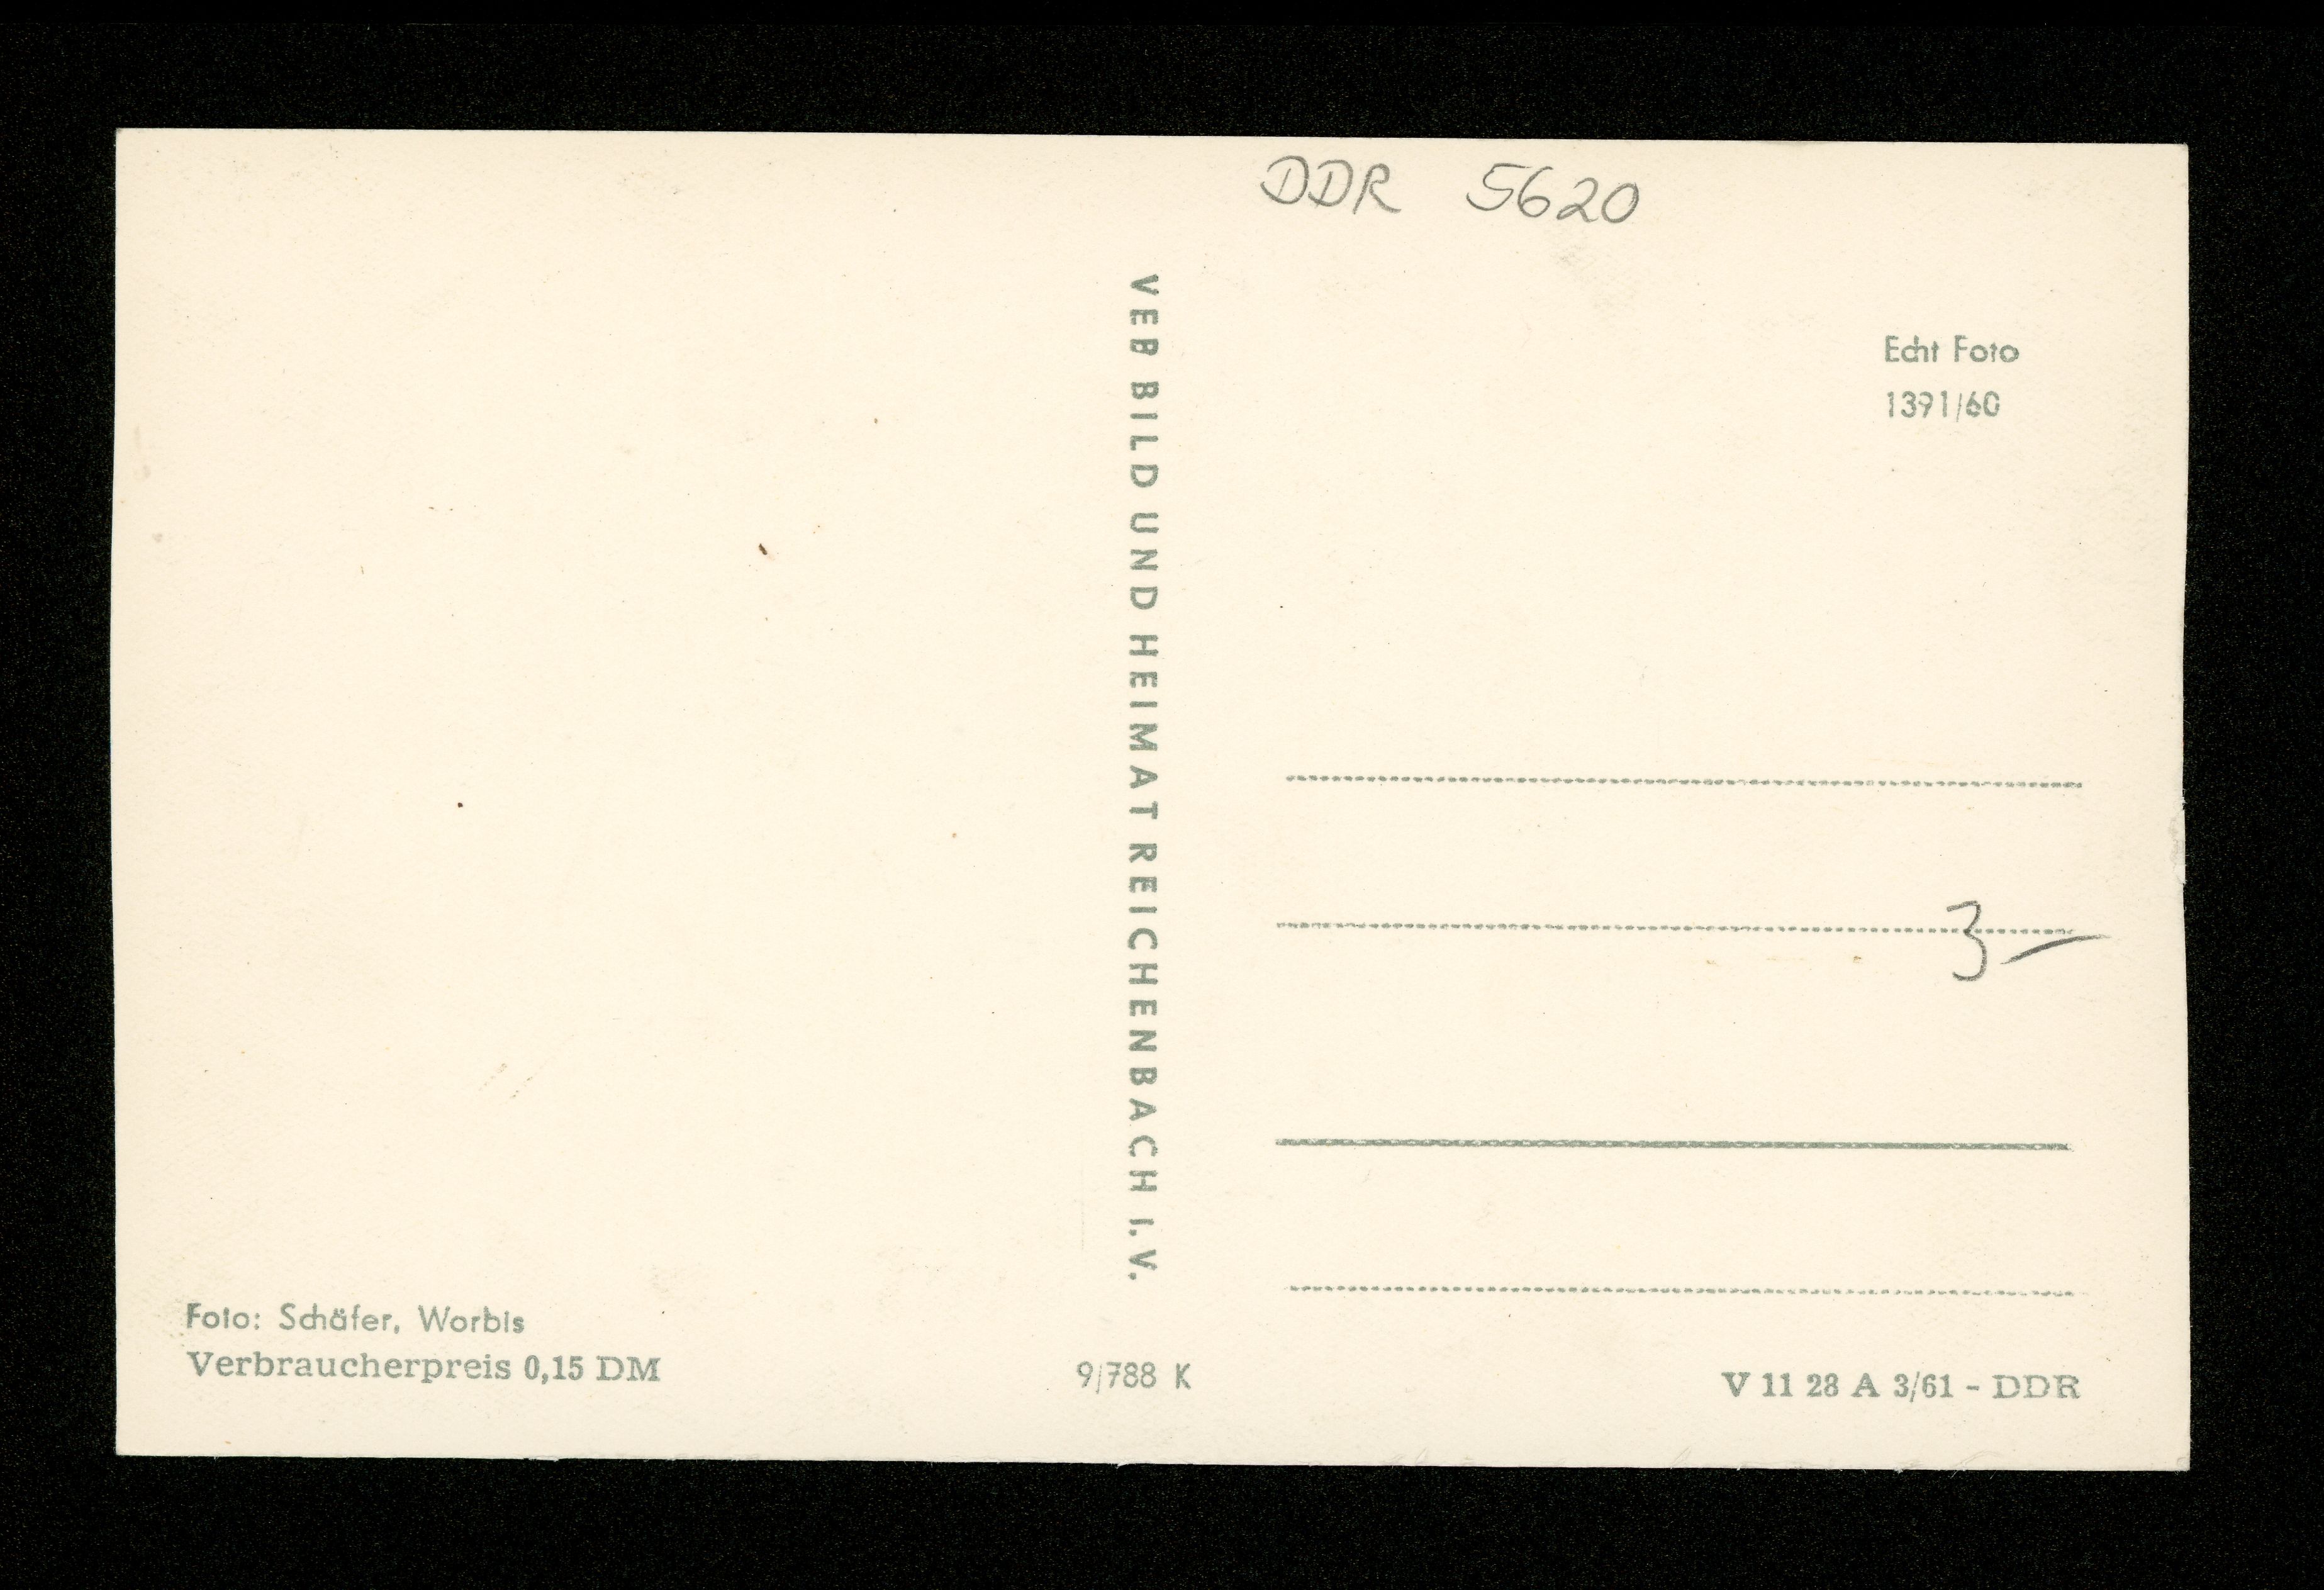 DDR 5620
VEB BILD UND HEIMAT REICHENBACH I.V.
Echt Foto
1391/60
3—
Foto: Schäfer, Worbis
Verbraucherpreis 0,15 DM
9/788 K
V 11 28 A 3/61 - DDR